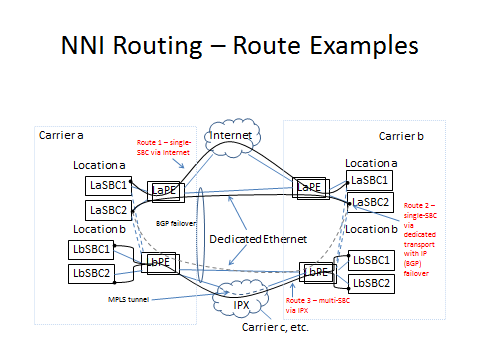 NNI Routing – Route Examples
Carrier a
Internet
Carrier b
Route 1 – single-
SBC via Internet
Location a
LaSBC1
LaSBC2
LaPE
LaPE
Location a
LaSBC1
LaSBC2
Route 2 –
single-SBC
via
dedicated
transport
with IP
(BGP)
failover
BGP failover
Dedicated Ethernet
Location b
LbSBC1
LbSBC2
LbPE
LbPE
Location b
LbSBC1
LbSBC2
MPLS tunnel
IPX
Route 3 – multi-SBC
via IPX
Carrier c, etc.